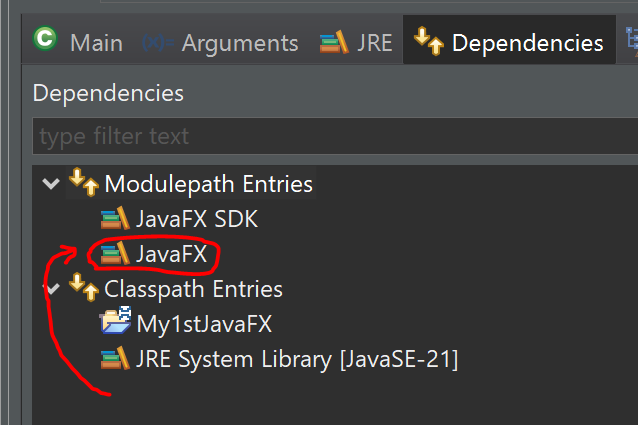 Main (x)= Arguments JRE Dependencies
Dependencies
type filter text
Modulepath Entries
JavaFX SDK
JavaFX
Classpath Entries
My1stJavaFX
JRE System Library [JavaSE-21]